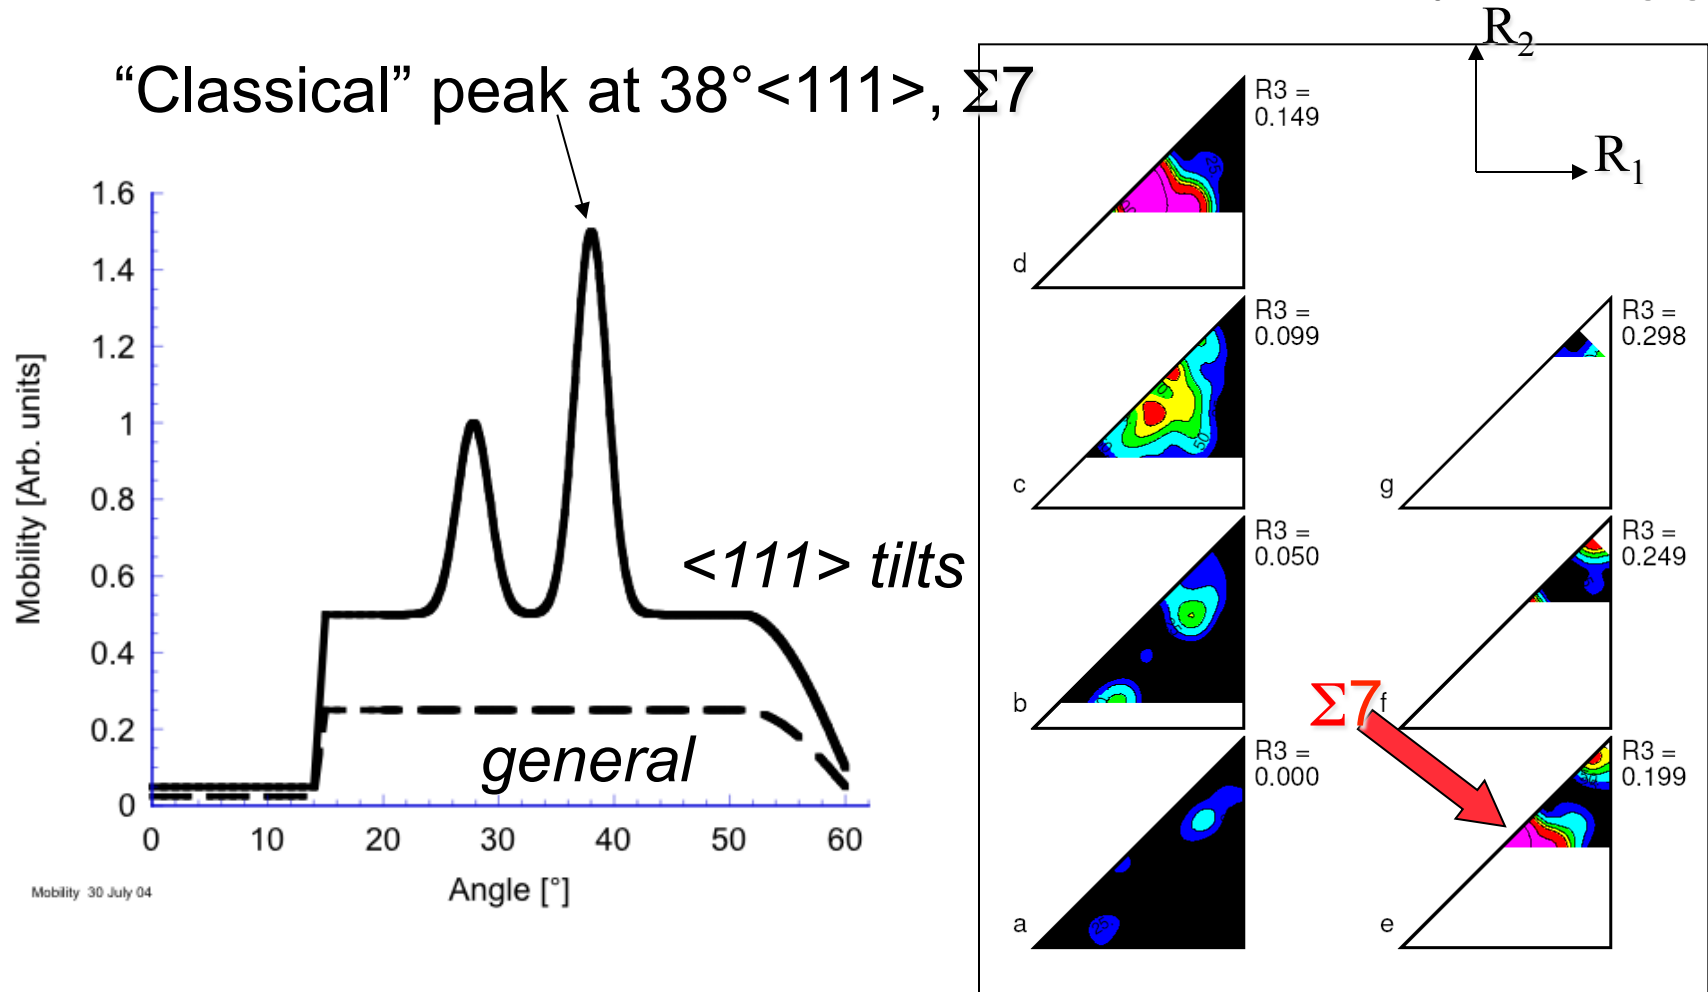 “Classical” peak at 38°<111>, Σ7
Mobility [Arb. units]
1.6
1.4
1.2
1
0.8
0.6
0.4
0.2
0
0 10 20 30 40 50 60
Angle [°]
<111> tilts
general
Mobility 30 July 04
R2
R1
R3 =
0.149
d
R3 =
0.099
c
50
R3 =
0.050
b
R3 =
0.000
a
25
R3 =
0.298
g
R3 =
0.249
f
Σ7
R3 =
0.199
e